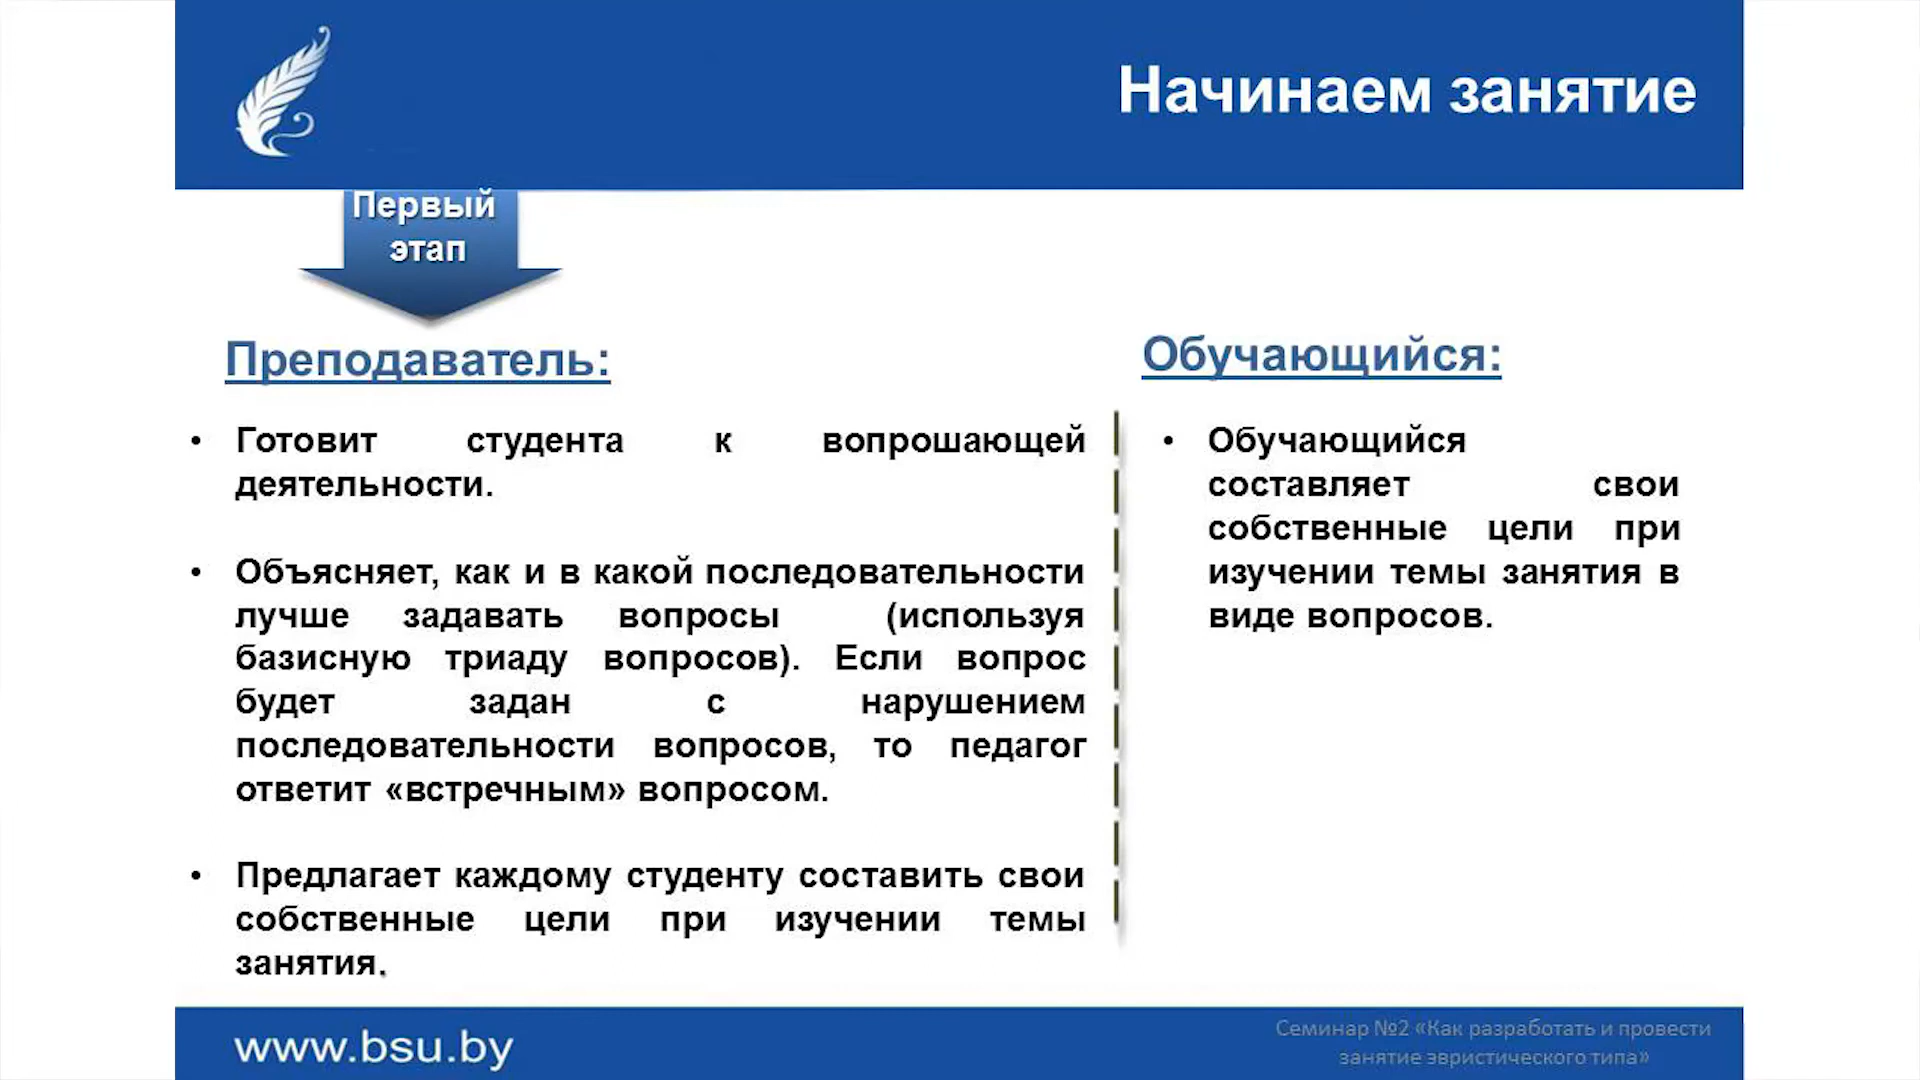 Начинаем занятие
Первый
этап
Преподаватель:
• Готовит студента к вопрошающей
деятельности.
• Объясняет, как и в какой последовательности
лучше задавать вопросы (используя
базисную триаду вопросов). Если вопрос
будет задан с нарушением
последовательности вопросов, то педагог
ответит «встречным» вопросом.
• Предлагает каждому студенту составить свои
собственные цели при изучении темы
занятия.
Обучающийся:
• Обучающийся
составляет свои
собственные цели при
изучении темы занятия в
виде вопросов.
www.bsu.by
Семинар №2 «Как разработать и провести
занятие эвристического типа»